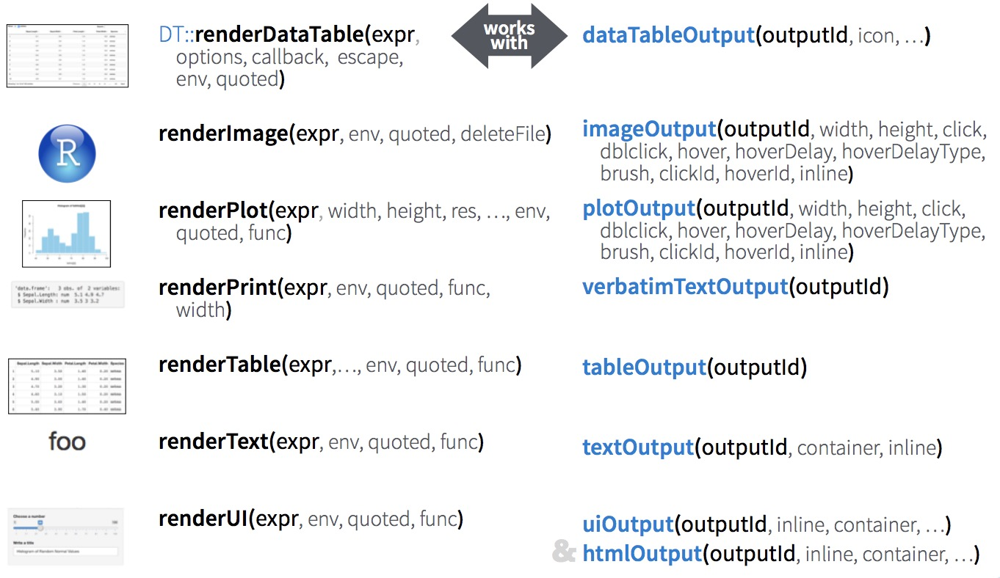 DT::renderDataTable(expr,
options, callback, escape,
env, quoted)
works
with
dataTableOutput(outputId, icon, …)
R
renderImage(expr, env, quoted, deleteFile)
imageOutput(outputId, width, height, click,
dblclick, hover, hoverDelay, hoverDelayType,
brush, clickId, hoverId, inline)
renderPlot(expr, width, height, res, …, env,
quoted, func)
plotOutput(outputId, width, height, click,
dblclick, hover, hoverDelay, hoverDelayType,
brush, clickId, hoverId, inline)
'data.frame': 3 obs. of 2 variables:
$ Sepal.Length: num 5.1 4.9 4.7
$ Sepal.Width : num 3.5 3 3.2
renderPrint(expr, env, quoted, func,
width)
verbatimTextOutput(outputId)
Sepal.Length Sepal.Width Petal.Length Petal.Width Species
renderTable(expr,…, env, quoted, func)
tableOutput(outputId)
foo
renderText(expr, env, quoted, func)
textOutput(outputId, container, inline)
Choose a number
Write a title
Histogram of Random Normal Values
renderUI(expr, env, quoted, func)
uiOutput(outputId, inline, container, …)
& htmlOutput(outputId, inline, container, …)